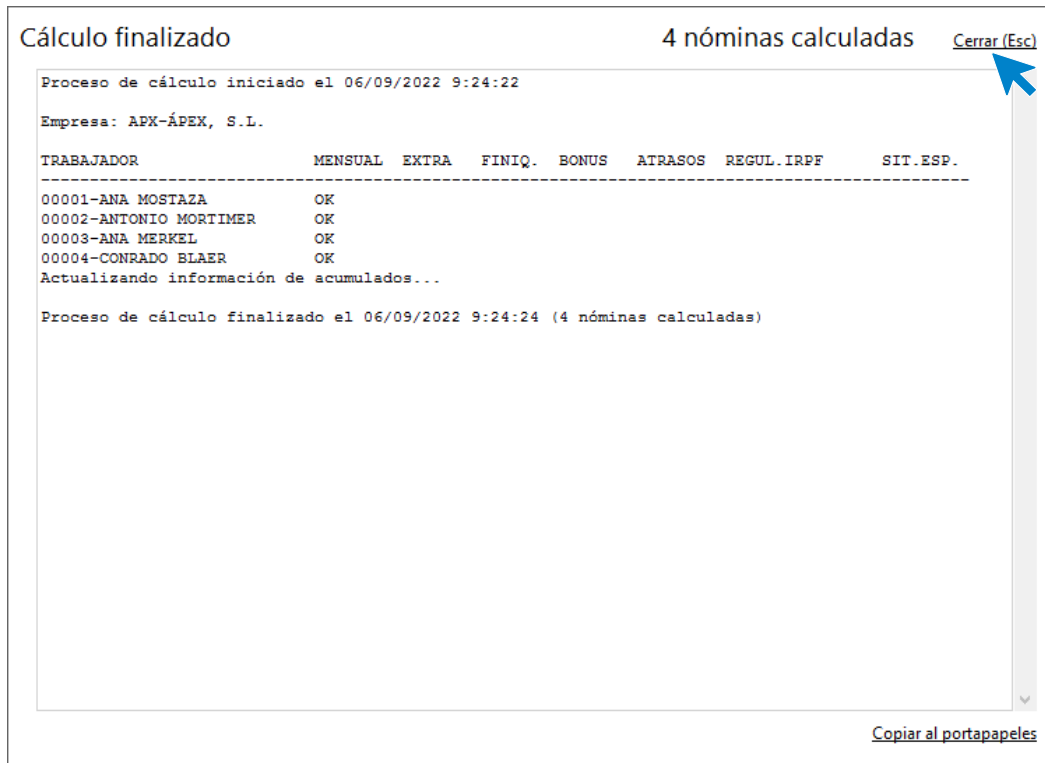 Cálculo finalizado 4 nóminas calculadas Cerrar (Esc)
Proceso de cálculo iniciado el 06/09/2022 9:24:22
Empresa: APX-ÁPEX, S.L.
TRABAJADOR MENSUAL EXTRA FINIQ. BONUS ATRASOS REGUL.IRPF SIT.ESP.
-----------------------------------------------------------------------------------------------
00001-ANA MOSTAZA OK
00002-ANTONIO MORTIMER OK
00003-ANA MERKEL OK
00004-CONRADO BLAER OK
Actualizando información de acumulados...
Proceso de cálculo finalizado el 06/09/2022 9:24:24 (4 nóminas calculadas)
Copiar al portapapeles